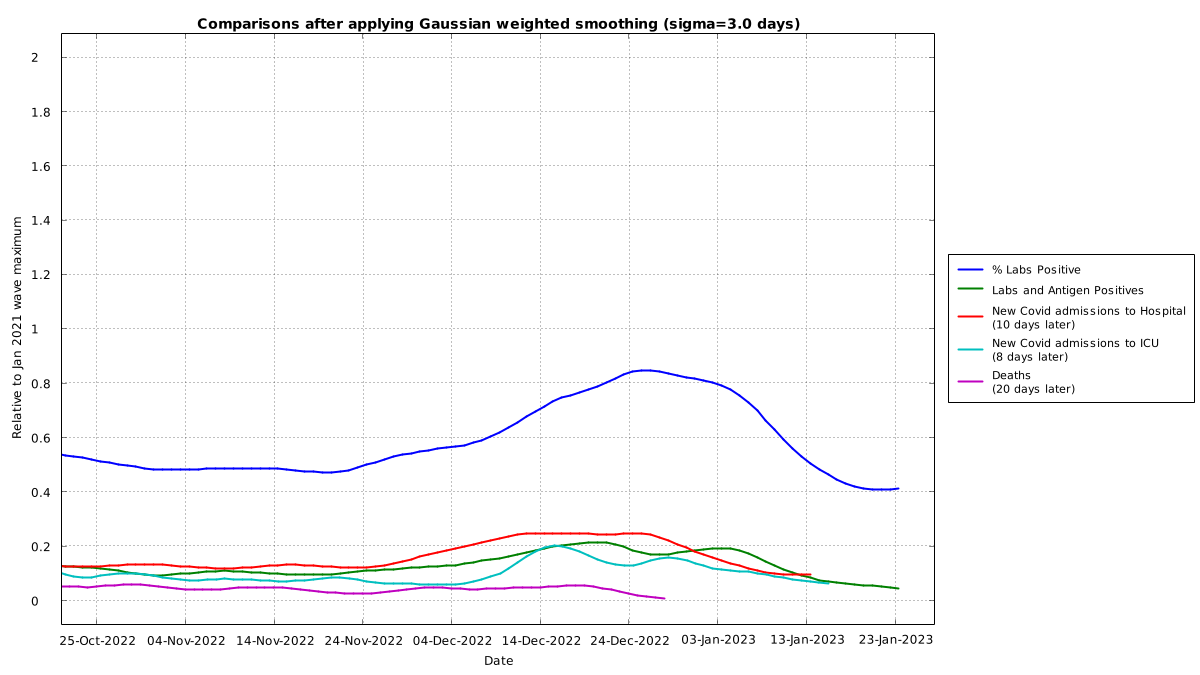 Comparisons after applying Gaussian weighted smoothing (sigma=3.0 days)
Relative to Jan 2021 wave maximum
2
1.8
1.6
1.4
1.2
1
0.8
0.6
0.4
0.2
0
25-Oct-2022 04-Nov-2022 14-Nov-2022 24-Nov-2022 04-Dec-2022 14-Dec-2022 24-Dec-2022 03-Jan-2023 13-Jan-2023 23-Jan-2023
Date
% Labs Positive
Labs and Antigen Positives
New Covid admissions to Hospital
(10 days later)
New Covid admissions to ICU
(8 days later)
Deaths
(20 days later)